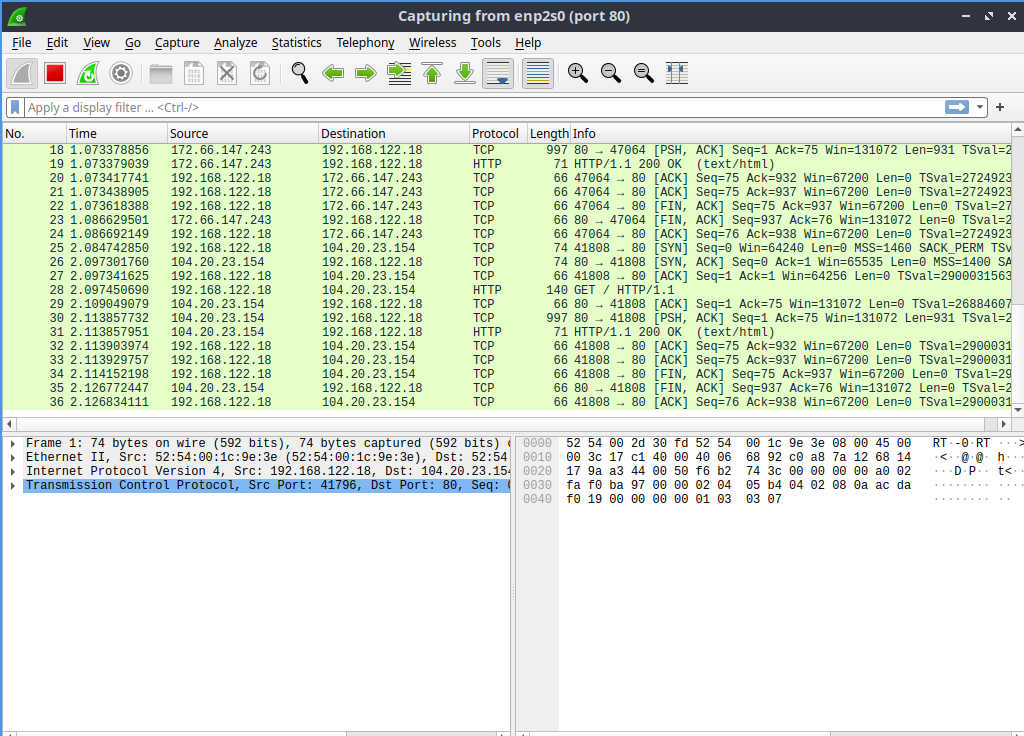 Capturing from enp2s0 (port 80)
File Edit View Go Capture Analyze Statistics Telephony Wireless Tools Help
Apply a display filter ... <Ctrl-/>
No. Time Source Destination Protocol Length Info
18 1.073378856 172.66.147.243 192.168.122.18 TCP 997 80 → 47064 [PSH, ACK] Seq=1 Ack=75 Win=131072 Len=931 TSval=2
19 1.073379039 172.66.147.243 192.168.122.18 HTTP 71 HTTP/1.1 200 OK (text/html)
20 1.073417741 192.168.122.18 172.66.147.243 TCP 66 47064 → 80 [ACK] Seq=75 Ack=932 Win=67200 Len=0 TSval=2724923
21 1.073438905 192.168.122.18 172.66.147.243 TCP 66 47064 → 80 [ACK] Seq=75 Ack=937 Win=67200 Len=0 TSval=2724923
22 1.073618388 192.168.122.18 172.66.147.243 TCP 66 47064 → 80 [FIN, ACK] Seq=75 Ack=937 Win=67200 Len=0 TSval=27
23 1.086629501 172.66.147.243 192.168.122.18 TCP 66 80 → 47064 [FIN, ACK] Seq=937 Ack=76 Win=131072 Len=0 TSval=2
24 1.086692149 192.168.122.18 172.66.147.243 TCP 66 47064 → 80 [ACK] Seq=76 Ack=938 Win=67200 Len=0 TSval=2724923
25 2.084742850 192.168.122.18 104.20.23.154 TCP 74 41808 → 80 [SYN] Seq=0 Win=64240 Len=0 MSS=1460 SACK_PERM TSv
26 2.097301760 104.20.23.154 192.168.122.18 TCP 74 80 → 41808 [SYN, ACK] Seq=0 Ack=1 Win=65535 Len=0 MSS=1400 SA
27 2.097341625 192.168.122.18 104.20.23.154 TCP 66 41808 → 80 [ACK] Seq=1 Ack=1 Win=64256 Len=0 TSval=2900031563
28 2.097450690 192.168.122.18 104.20.23.154 HTTP 140 GET / HTTP/1.1
29 2.109049079 104.20.23.154 192.168.122.18 TCP 66 80 → 41808 [ACK] Seq=1 Ack=75 Win=131072 Len=0 TSval=26884607
30 2.113857732 104.20.23.154 192.168.122.18 TCP 997 80 → 41808 [PSH, ACK] Seq=1 Ack=75 Win=131072 Len=931 TSval=2
31 2.113857951 104.20.23.154 192.168.122.18 HTTP 71 HTTP/1.1 200 OK (text/html)
32 2.113903974 192.168.122.18 104.20.23.154 TCP 66 41808 → 80 [ACK] Seq=75 Ack=932 Win=67200 Len=0 TSval=2900031
33 2.113929757 192.168.122.18 104.20.23.154 TCP 66 41808 → 80 [ACK] Seq=75 Ack=937 Win=67200 Len=0 TSval=2900031
34 2.114152198 192.168.122.18 104.20.23.154 TCP 66 41808 → 80 [FIN, ACK] Seq=75 Ack=937 Win=67200 Len=0 TSval=29
35 2.126772447 104.20.23.154 192.168.122.18 TCP 66 80 → 41808 [FIN, ACK] Seq=937 Ack=76 Win=131072 Len=0 TSval=2
36 2.126834111 192.168.122.18 104.20.23.154 TCP 66 41808 → 80 [ACK] Seq=76 Ack=938 Win=67200 Len=0 TSval=2900031
Frame 1: 74 bytes on wire (592 bits), 74 bytes captured (592 bits)
Ethernet II, Src: 52:54:00:1c:9e:3e (52:54:00:1c:9e:3e), Dst: 52:54
Internet Protocol Version 4, Src: 192.168.122.18, Dst: 104.20.23.154
Transmission Control Protocol, Src Port: 41796, Dst Port: 80, Seq:
0000 52 54 00 2d 30 fd 52 54 00 1c 9e 3e 08 00 45 00 RT·-0·RT ···>
0010 00 3c 17 c1 40 00 40 06 68 92 c0 a8 7a 12 68 14 ·<··@·@· h···
0020 17 9a a3 44 00 50 f6 b2 74 3c 00 00 00 00 a0 02 ···D·P·· t<··
0030 fa f0 ba 97 00 00 02 04 05 b4 04 02 08 0a ac da ········ ····
0040 f0 19 00 00 00 00 01 03 03 07 ········ ··